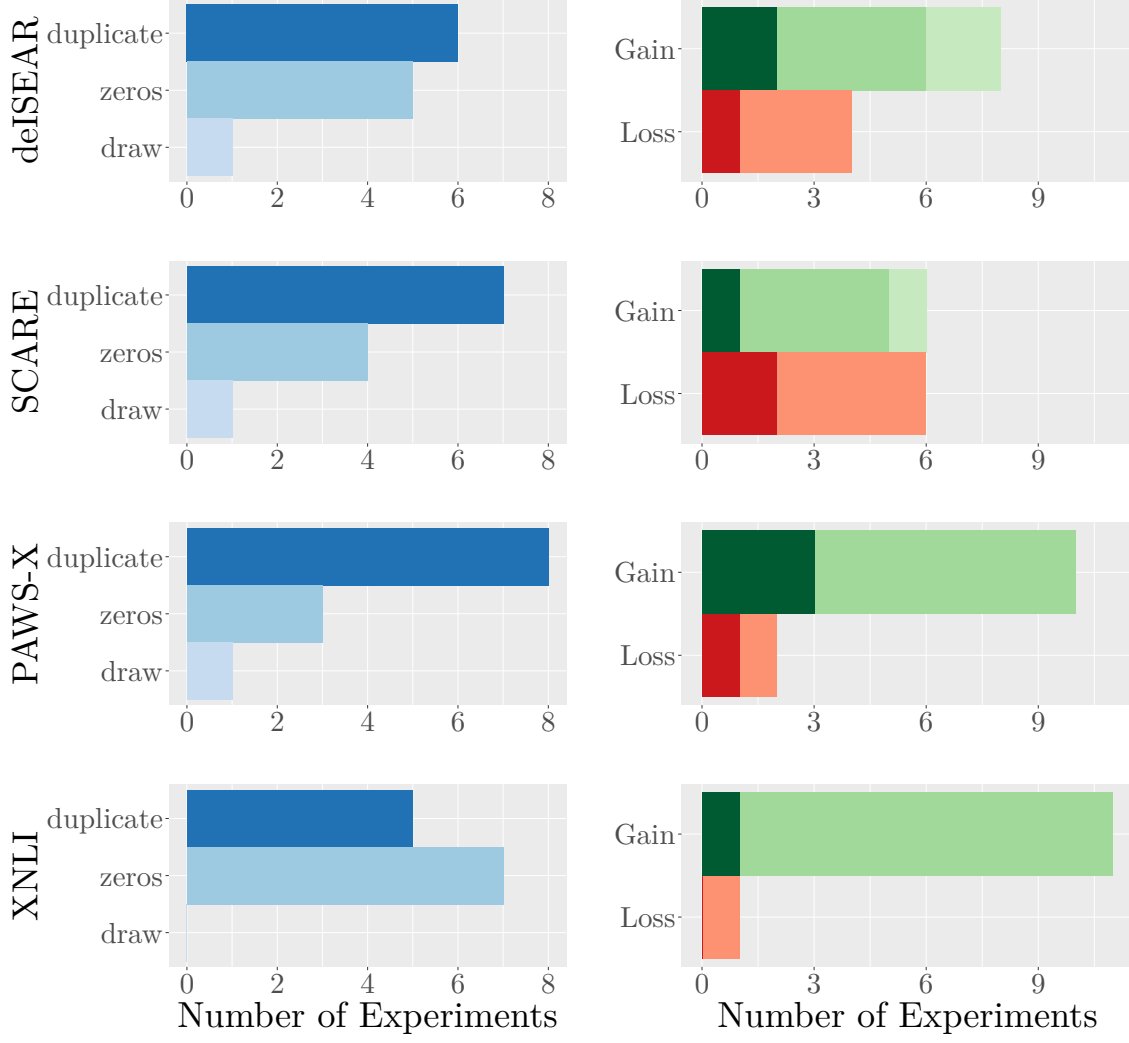 deISEAR
duplicate
zeros
draw
0 2 4 6 8
Gain
Loss
0 3 6 9
SCARE
duplicate
zeros
draw
0 2 4 6 8
Gain
Loss
0 3 6 9
PAWS-X
duplicate
zeros
draw
0 2 4 6 8
Gain
Loss
0 3 6 9
XNLI
duplicate
zeros
draw
0 2 4 6 8
Number of Experiments
Gain
Loss
0 3 6 9
Number of Experiments